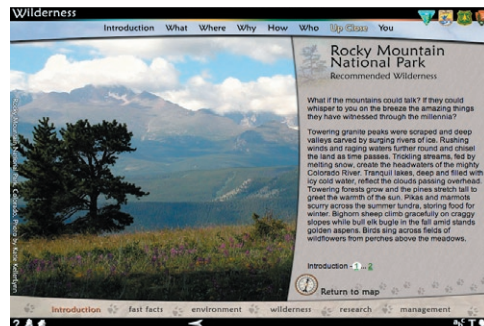 Wilderness
Introduction What Where Why How Who Up Close You
Rocky Mountain
National Park
Recommended Wilderness
What if the mountains could talk? If they could
whisper to you on the breeze the amazing things
they have witnessed through the millennia?
Towering granite peaks were scraped and deep
valleys carved by surging rivers of ice. Rushing
winds and raging waters further round and chisel
the land as time passes. Trickling streams, fed by
melting snow, create the headwaters of the mighty
Colorado River. Tranquil lakes, deep and filled with
icy cold water, reflect the clouds passing overhead.
Towering forests grow and the pines stretch tall to
greet the warmth of the sun. Pikas and marmots
scurry across the summer tundra, storing food for
winter. Bighorn sheep climb gracefully on craggy
slopes while bull elk bugle in the fall amid stands
golden aspens. Birds sing across fields of
wildflowers from perches above the meadows.
Introduction - 1 ... 2
Return to map
Introduction fast facts environment wilderness research management